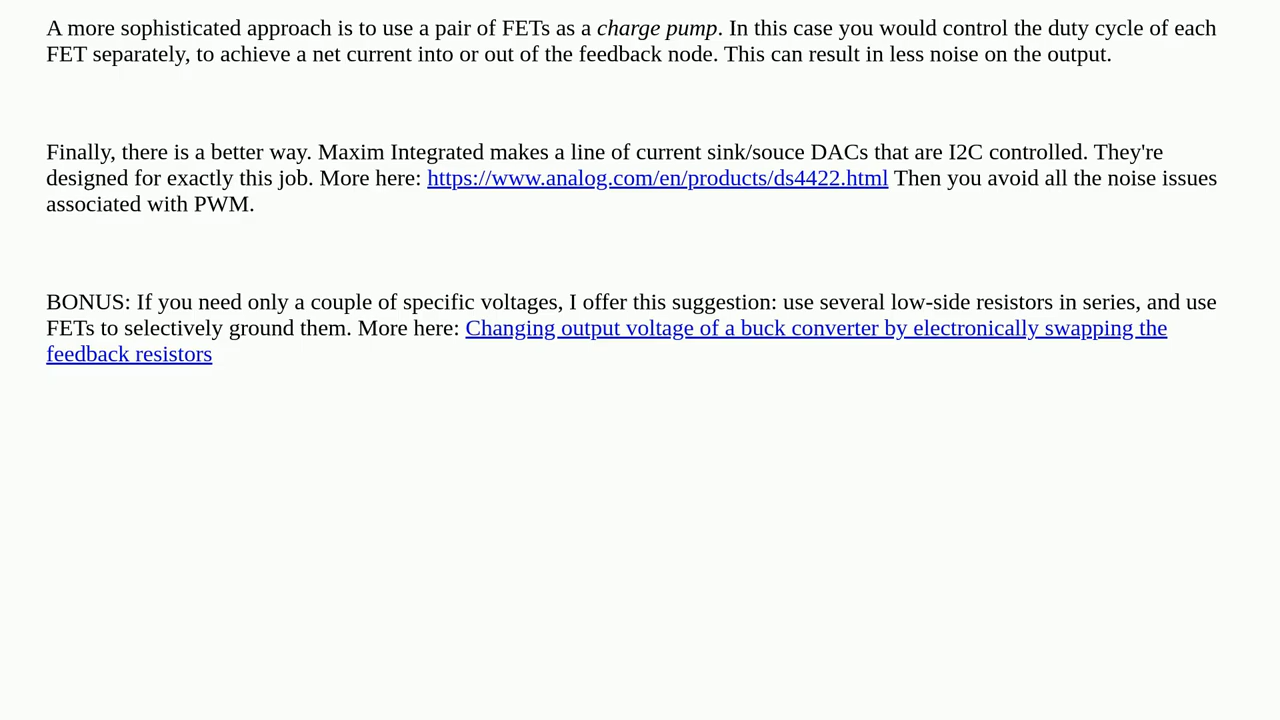 A more sophisticated approach is to use a pair of FETs as a charge pump. In this case you would control the duty cycle of each
FET separately, to achieve a net current into or out of the feedback node. This can result in less noise on the output.
Finally, there is a better way. Maxim Integrated makes a line of current sink/souce DACs that are I2C controlled. They're
designed for exactly this job. More here: https://www.analog.com/en/products/ds4422.html Then you avoid all the noise issues
associated with PWM.
BONUS: If you need only a couple of specific voltages, I offer this suggestion: use several low-side resistors in series, and use
FETs to selectively ground them. More here: Changing output voltage of a buck converter by electronically swapping the
feedback resistors